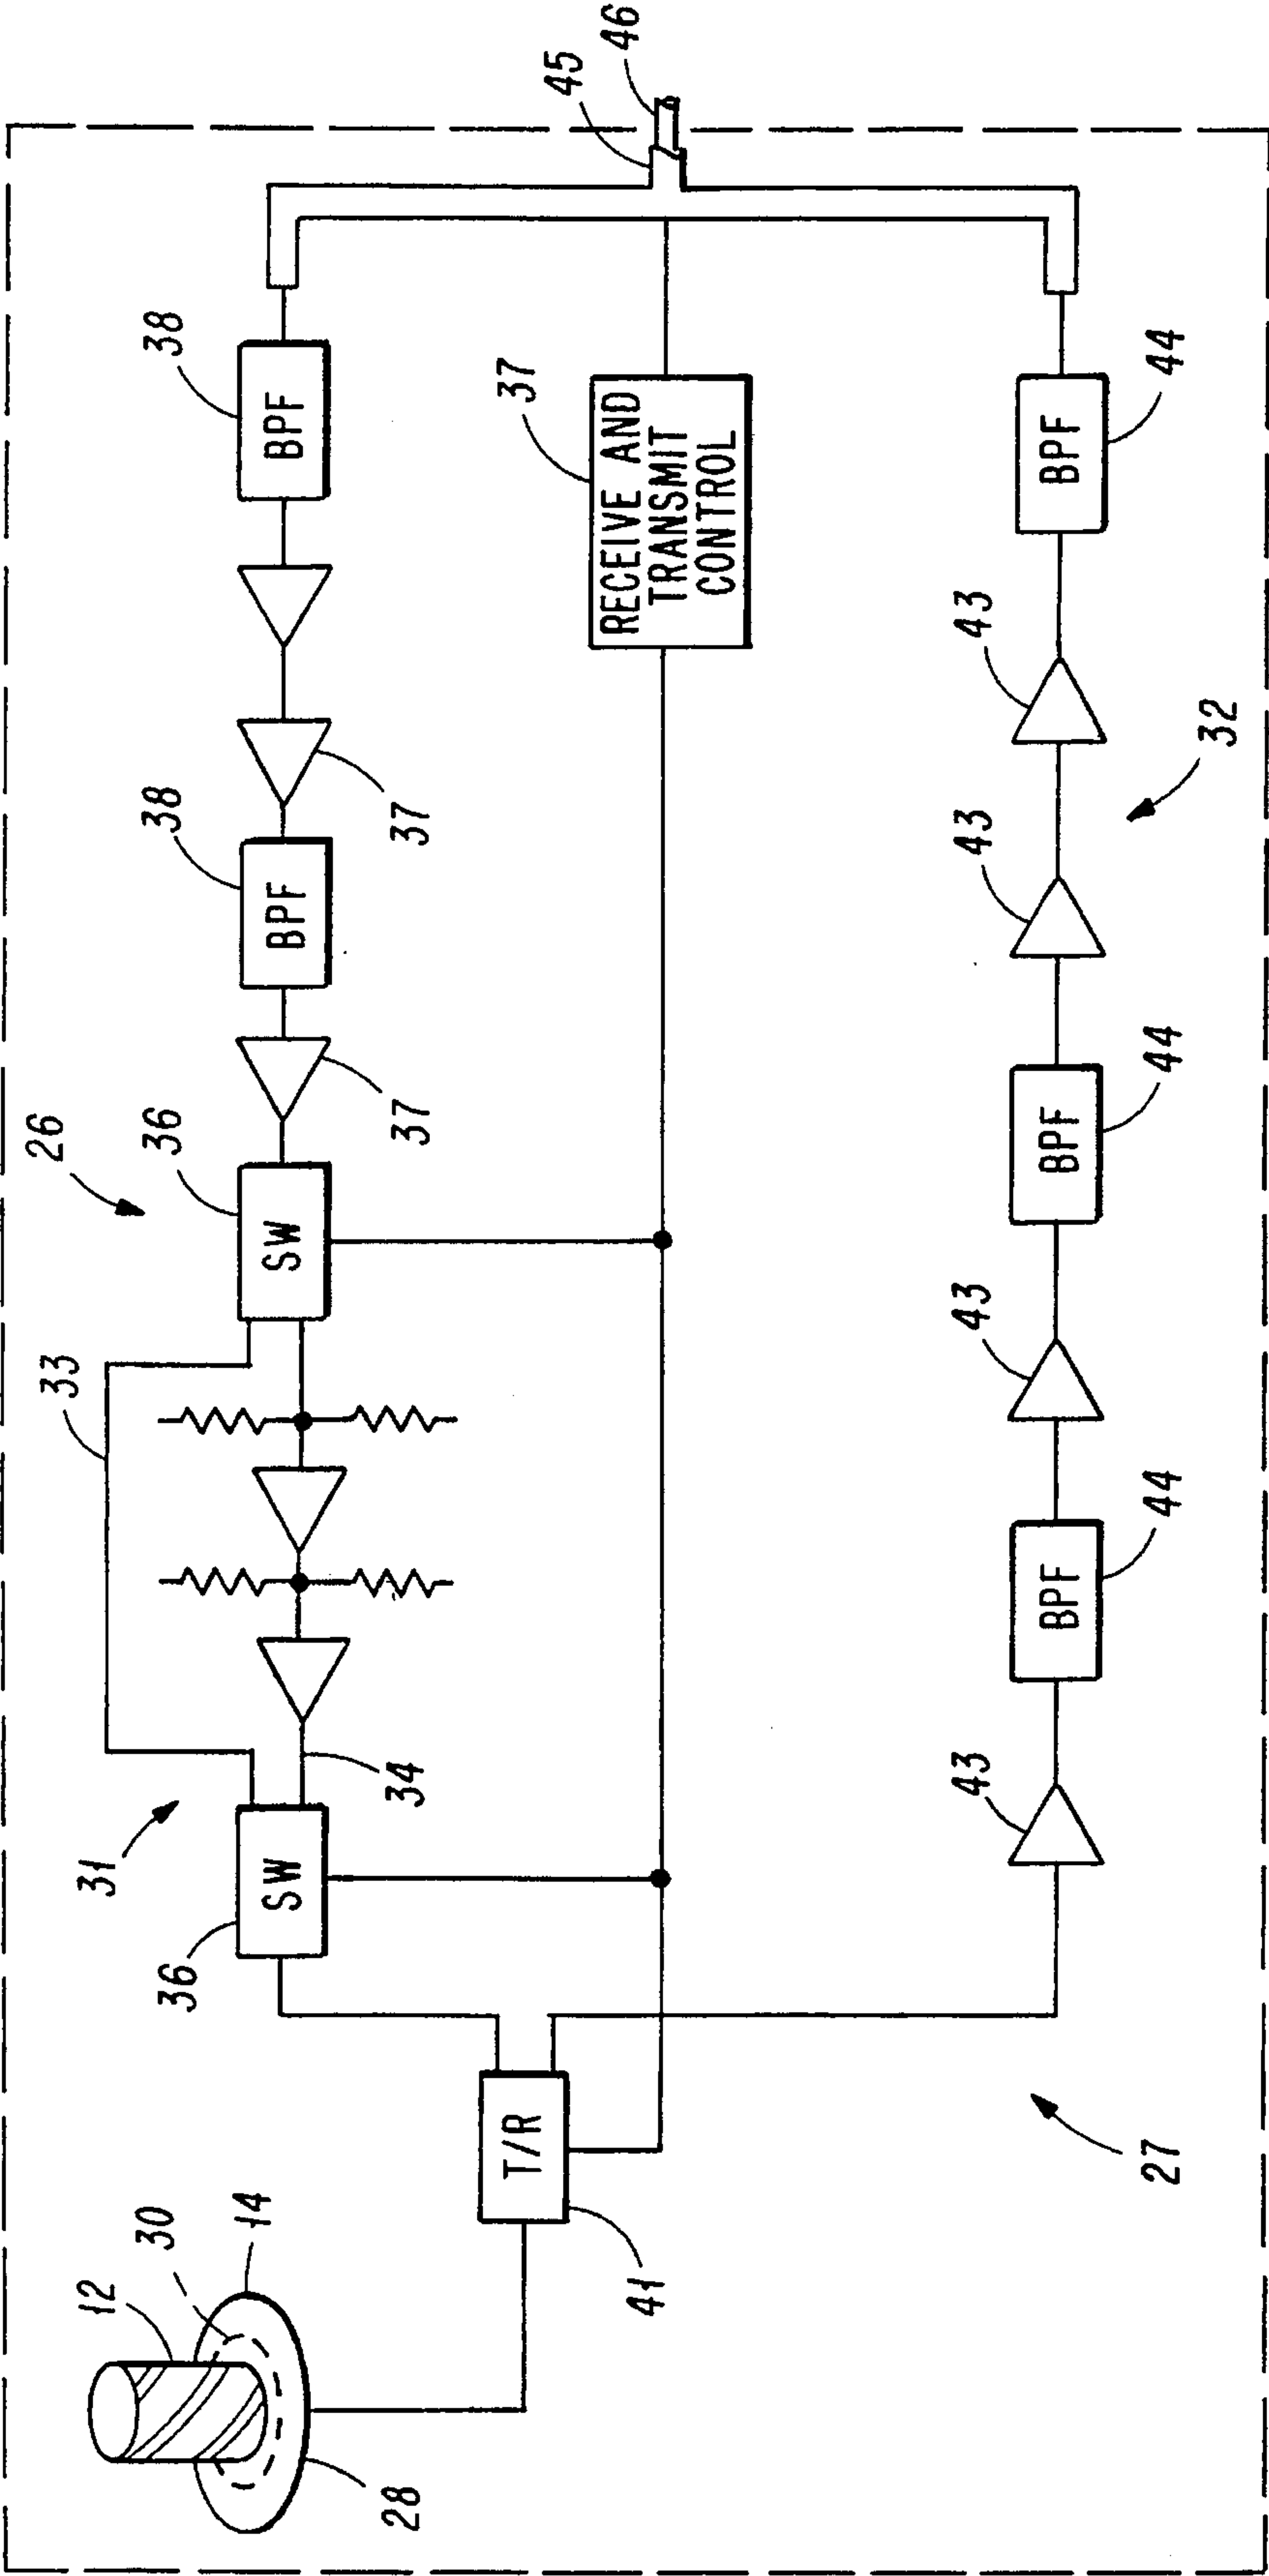 46
45
38
BPF
37
38
BPF
37
36
SW
26
33
34
31
SW
36
RECEIVE AND
TRANSMIT
CONTROL
37
T/R
41
12
30
14
28
BPF
44
43
43
32
BPF
44
43
BPF
44
43
27